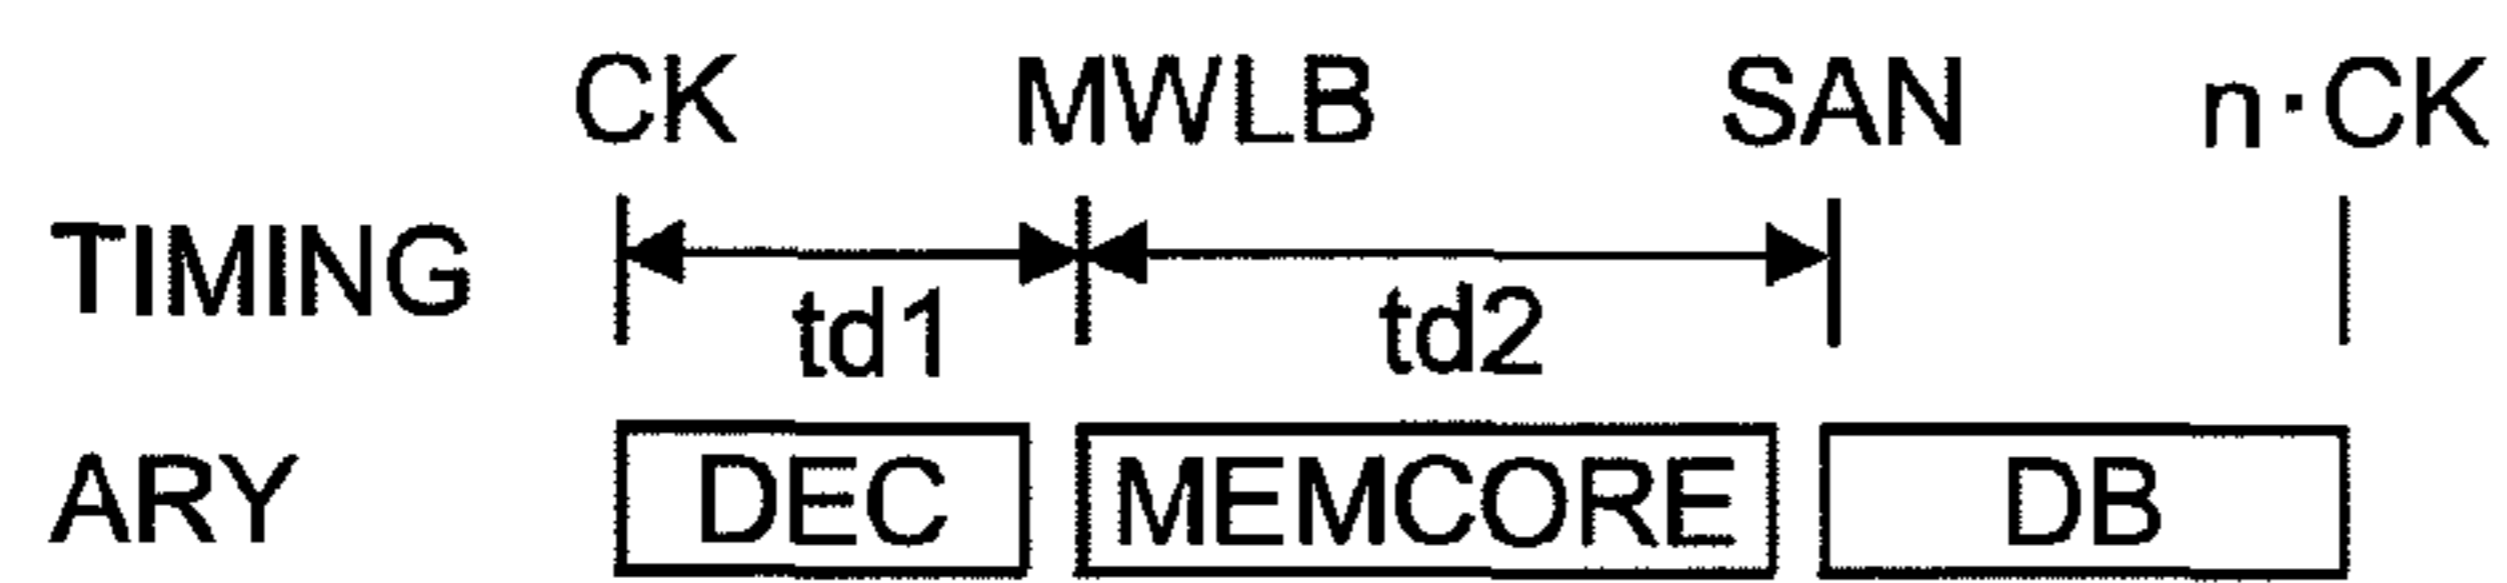 CK MWLB SAN n·CK
TIMING
td1 td2
ARY DEC MEMCORE DB